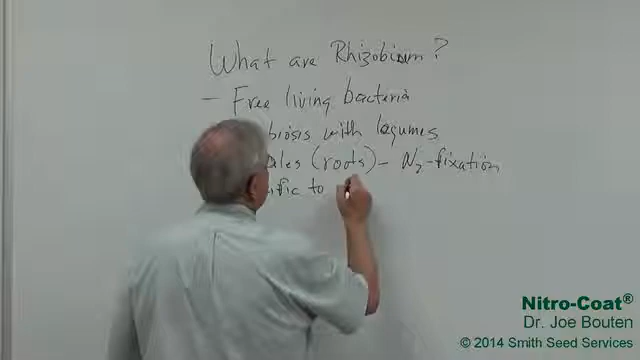 What are Rhizobium?
- Free living bacteria
biosis with legumes
ules (roots) - N₂-fixation
ific to
Nitro-Coat®
Dr. Joe Bouten
© 2014 Smith Seed Services